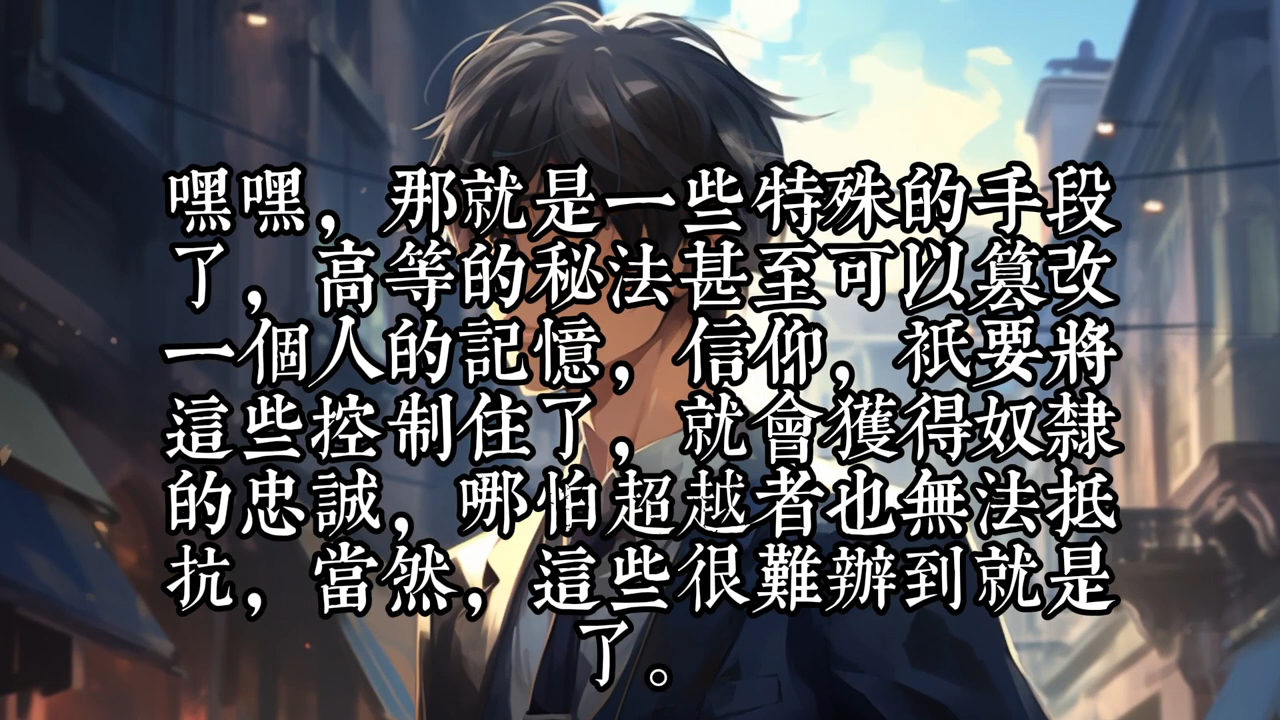 嘿嘿，那就是一些特殊的手段
了，高等的秘法甚至可以篡改
一個人的記憶，信仰，祇要將
這些控制住了，就會獲得奴隸
的忠誠，哪怕超越者也無法抵
抗，當然，這些很難辦到就是
了。